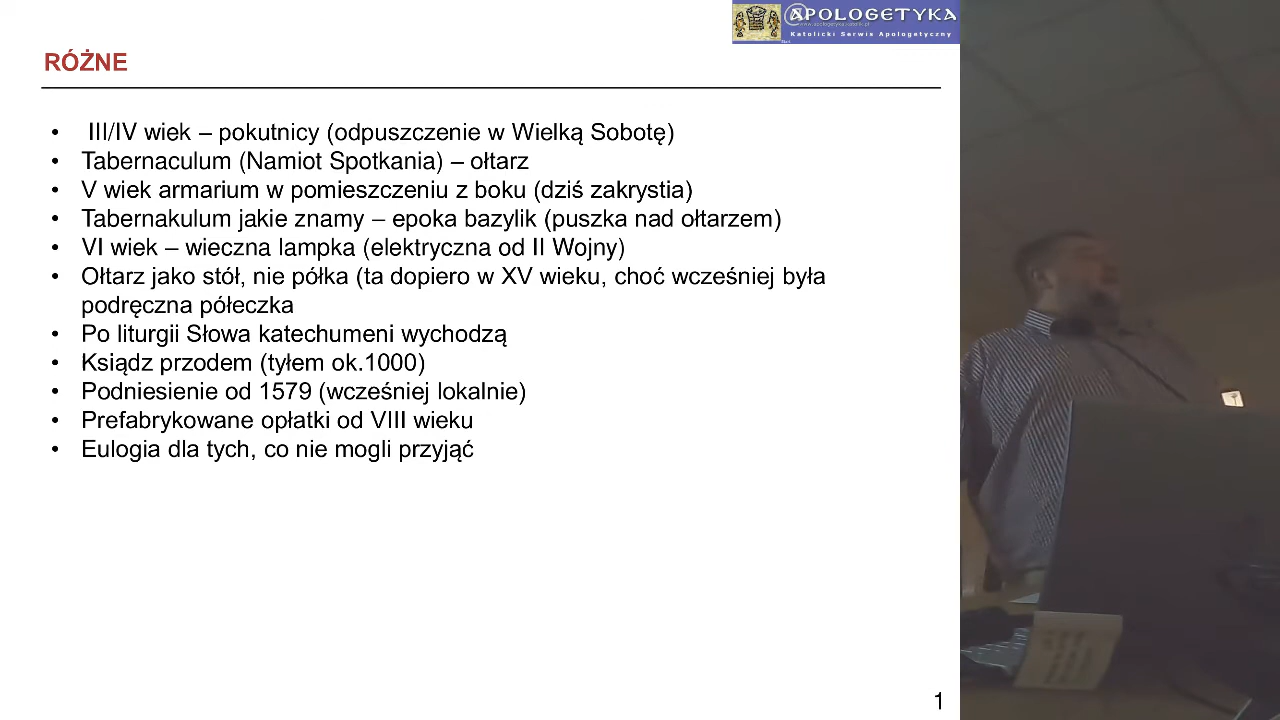 @POLOGETYKA
www.apologetyka.katolik.pl
Katolicki Serwis Apologetyczny
RÓŻNE
• III/IV wiek – pokutnicy (odpuszczenie w Wielką Sobotę)
• Tabernaculum (Namiot Spotkania) – ołtarz
• V wiek armarium w pomieszczeniu z boku (dziś zakrystia)
• Tabernakulum jakie znamy – epoka bazylik (puszka nad ołtarzem)
• VI wiek – wieczna lampka (elektryczna od II Wojny)
• Ołtarz jako stół, nie półka (ta dopiero w XV wieku, choć wcześniej była
podręczna półeczka
• Po liturgii Słowa katechumeni wychodzą
• Ksiądz przodem (tyłem ok.1000)
• Podniesienie od 1579 (wcześniej lokalnie)
• Prefabrykowane opłatki od VIII wieku
• Eulogia dla tych, co nie mogli przyjąć
1